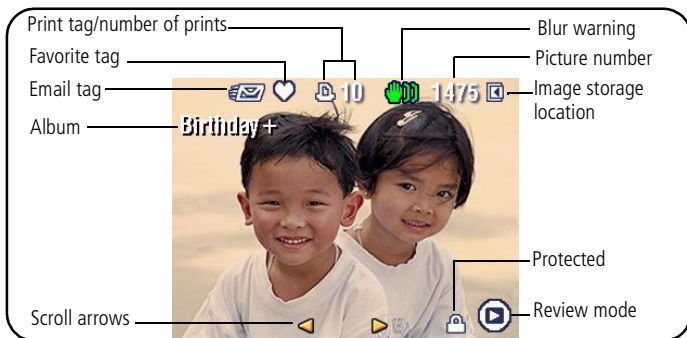 Print tag/number of prints
Favorite tag
Email tag
Album
Blur warning
Picture number
Image storage
location
10
1475
Birthday+
Protected
Review mode
Scroll arrows